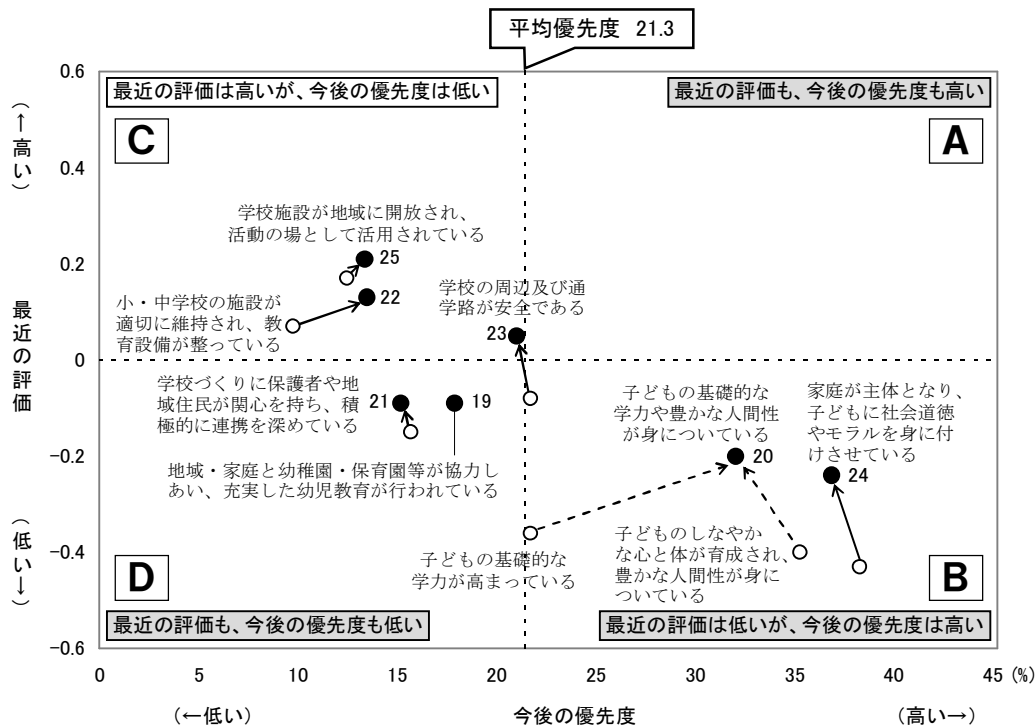 平均優先度 21.3
0.6
0.4
0.2
0
-0.2
-0.4
-0.6
（←高い）
最近の評価
（低い→）
最近の評価は高いが、今後の優先度は低い
C
最近の評価も、今後の優先度も高い
A
学校施設が地域に開放され、
活動の場として活用されている
25
22
小・中学校の施設が
適切に維持され、教
育設備が整っている
学校の周辺及び通
学路が安全である
23
学校づくりに保護者や地
域住民が関心を持ち、積
極的に連携を深めている
21
19
地域・家庭と幼稚園・保育園等が協力し
あい、充実した幼児教育が行われている
子どもの基礎的な
学力や豊かな人間性
が身についている
20
家庭が主体となり、
子どもに社会道徳
やモラルを身に付
けさせている
24
子どもの基礎的な
学力が高まっている
子どものしなやか
な心と体が育成され、
豊かな人間性が身に
ついている
D
最近の評価も、今後の優先度も低い
B
最近の評価は低いが、今後の優先度は高い
0 5 10 15 20 25 30 35 40 45 (%)
（←低い） 今後の優先度 （高い→）